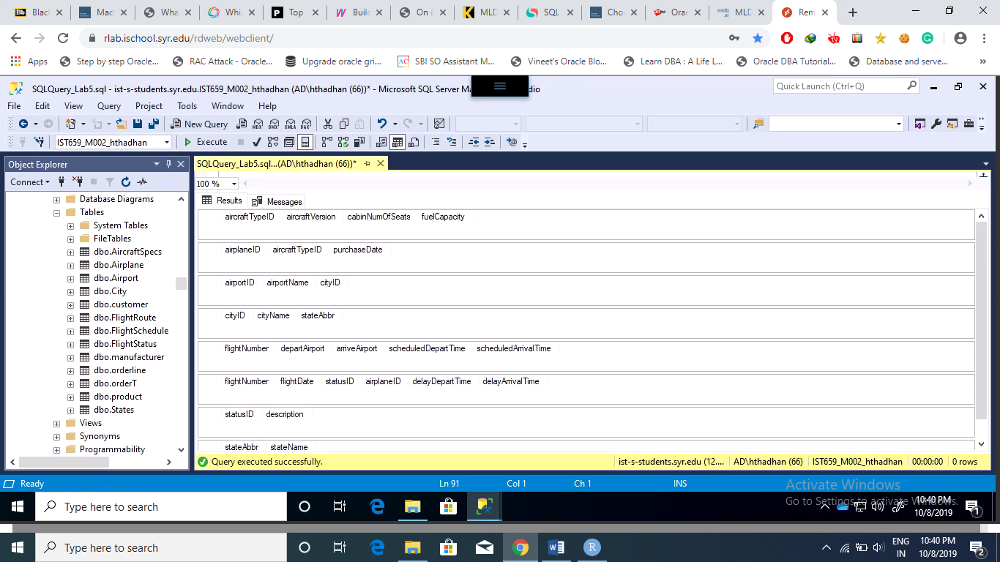 Blac Mac Wha Whic Top Builc On i MLD SQL Cho Orac MLD Rem
rlab.ischool.syr.edu/rdweb/webclient/
Apps Step by step Oracle... RAC Attack - Oracle... Upgrade oracle gri... SBI SO Assistant M... Vineet's Oracle Blo... Learn DBA : A Life L... Oracle DBA Tutorial... Database and serve... »
SQLQuery_Lab5.sql - ist-s-students.syr.edu.IST659_M002_hthadhan (AD\hthadhan (66))* - Microsoft SQL Server Ma dio Quick Launch (Ctrl+Q)
File Edit View Query Project Tools Window Help
New Query MDX DMX XMLA DAX
IST659_M002_hthadhan Execute
Object Explorer SQLQuery_Lab5.sql...(AD\hthadhan (66))*
Connect 100 %
Results Messages
Database Diagrams
Tables
System Tables
FileTables
dbo.AircraftSpecs
dbo.Airplane
dbo.Airport
dbo.City
dbo.customer
dbo.FlightRoute
dbo.FlightSchedule
dbo.FlightStatus
dbo.manufacturer
dbo.orderline
dbo.orderT
dbo.product
dbo.States
Views
Synonyms
Programmability
aircraftTypeID aircraftVersion cabinNumOfSeats fuelCapacity
airplaneID aircraftTypeID purchaseDate
airportID airportName cityID
cityID cityName stateAbbr
flightNumber departAirport arriveAirport scheduledDepartTime scheduledArrivalTime
flightNumber flightDate statusID airplaneID delayDepartTime delayArrivalTime
statusID description
stateAbbr stateName
Query executed successfully. ist-s-students.syr.edu (12.... AD\hthadhan (66) IST659_M002_hthadhan 00:00:00 0 rows
Ready Ln 91 Col 1 Ch 1 INS
Activate Windows
Go to Settings to activate Windows.
Type here to search 10:40 PM
10/8/2019 1
Type here to search ENG 10:40 PM
IN 10/8/2019 2